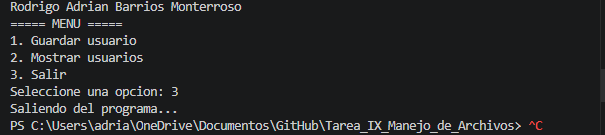 Rodrigo Adrian Barrios Monterroso
===== MENU =====
1. Guardar usuario
2. Mostrar usuarios
3. Salir
Seleccione una opcion: 3
Saliendo del programa...
PS C:\Users\adria\OneDrive\Documentos\GitHub\Tarea_IX_Manejo_de_Archivos> ^C